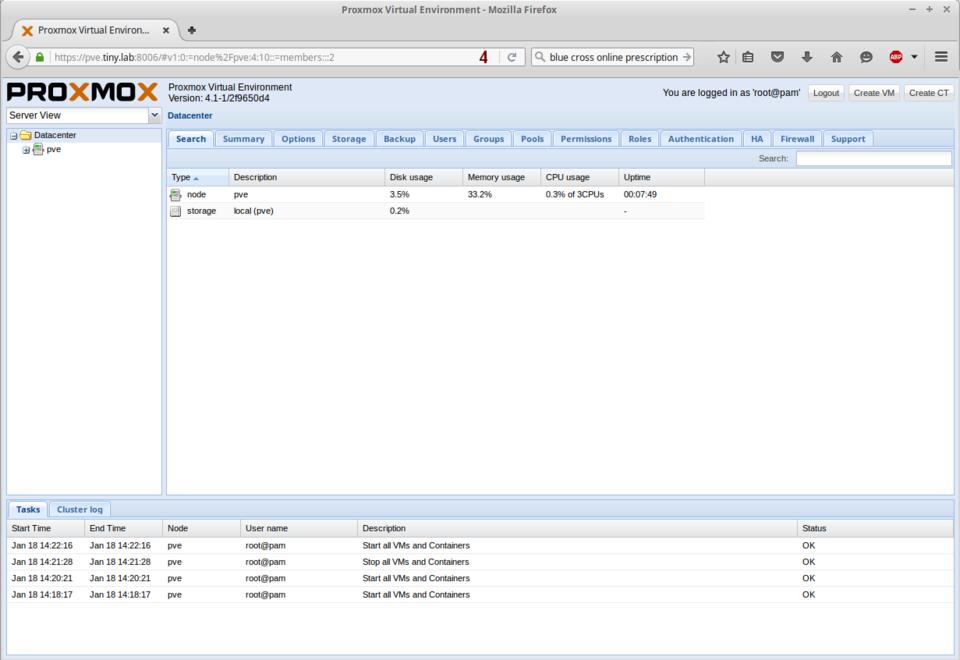 Proxmox Virtual Environment - Mozilla Firefox
Proxmox Virtual Environ...
https://pve.tiny.lab:8006/#v1:0:=node%2Fpve:4:10::=members:::2 4 blue cross online prescription ABP
PROXMOX Proxmox Virtual Environment
Version: 4.1-1/2f9650d4
You are logged in as 'root@pam' Logout Create VM Create CT
Server View Datacenter
Datacenter
pve
Search Summary Options Storage Backup Users Groups Pools Permissions Roles Authentication HA Firewall Support
Search:
Type Description Disk usage Memory usage CPU usage Uptime
node pve 3.5% 33.2% 0.3% of 3CPUs 00:07:49
storage local (pve) 0.2% -
Tasks Cluster log
Start Time End Time Node User name Description Status
Jan 18 14:22:16 Jan 18 14:22:16 pve root@pam Start all VMs and Containers OK
Jan 18 14:21:28 Jan 18 14:21:28 pve root@pam Stop all VMs and Containers OK
Jan 18 14:20:21 Jan 18 14:20:21 pve root@pam Start all VMs and Containers OK
Jan 18 14:18:17 Jan 18 14:18:17 pve root@pam Start all VMs and Containers OK